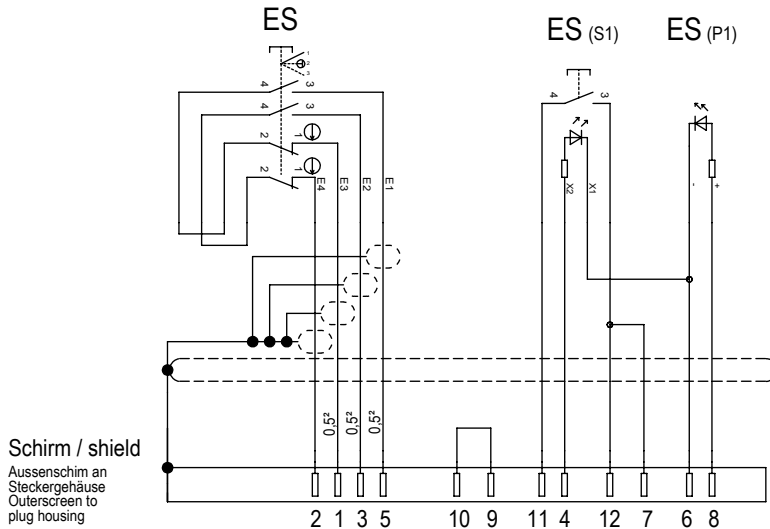 ES
ES (S1)
ES (P1)
1
2
3
4 3
4 3
4 3
2 1
2 1
E4 E3 E2 E1
X2 X1
- +
0,5² 0,5² 0,5²
Schirm / shield
Aussenschim an
Steckergehäuse
Outerscreen to
plug housing
2 1 3 5 10 9 11 4 12 7 6 8